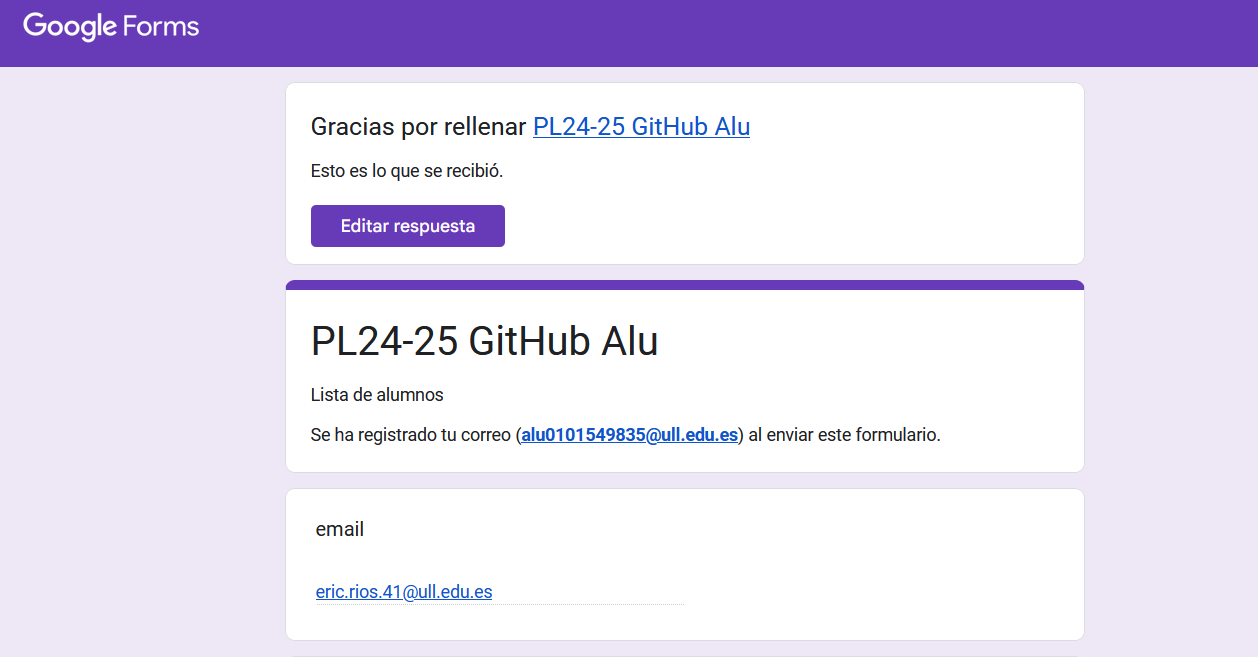 Google Forms
Gracias por rellenar PL24-25 GitHub Alu
Esto es lo que se recibió.
Editar respuesta
PL24-25 GitHub Alu
Lista de alumnos
Se ha registrado tu correo (alu0101549835@ull.edu.es) al enviar este formulario.
email
eric.rios.41@ull.edu.es